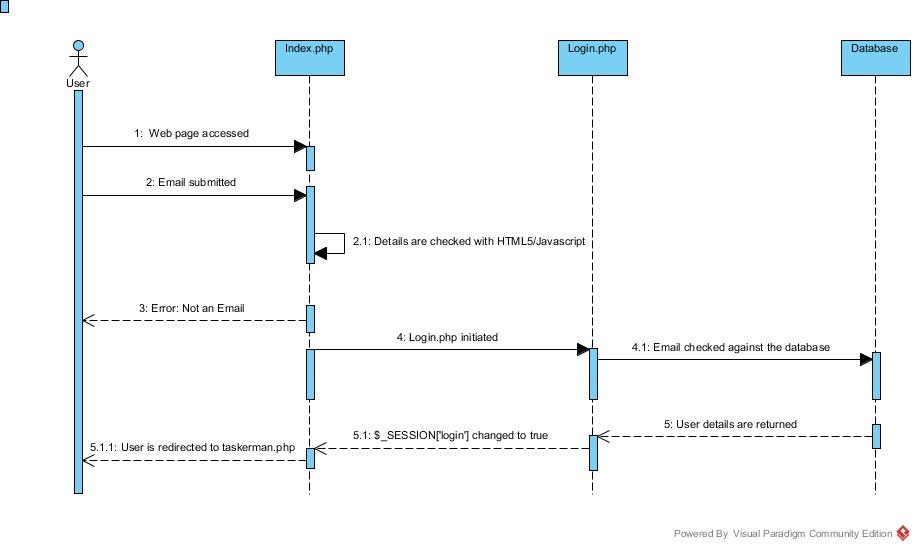 Index.php
Login.php
Database
User
1:  Web page accessed
2: Email submitted
2.1: Details are checked with HTML5/Javascript
3: Error: Not an Email
4: Login.php initiated
4.1: Email checked against the database
5: User details are returned
5.1: $_SESSION['login'] changed to true
5.1.1: User is redirected to taskerman.php
Powered By  Visual Paradigm Community Edition